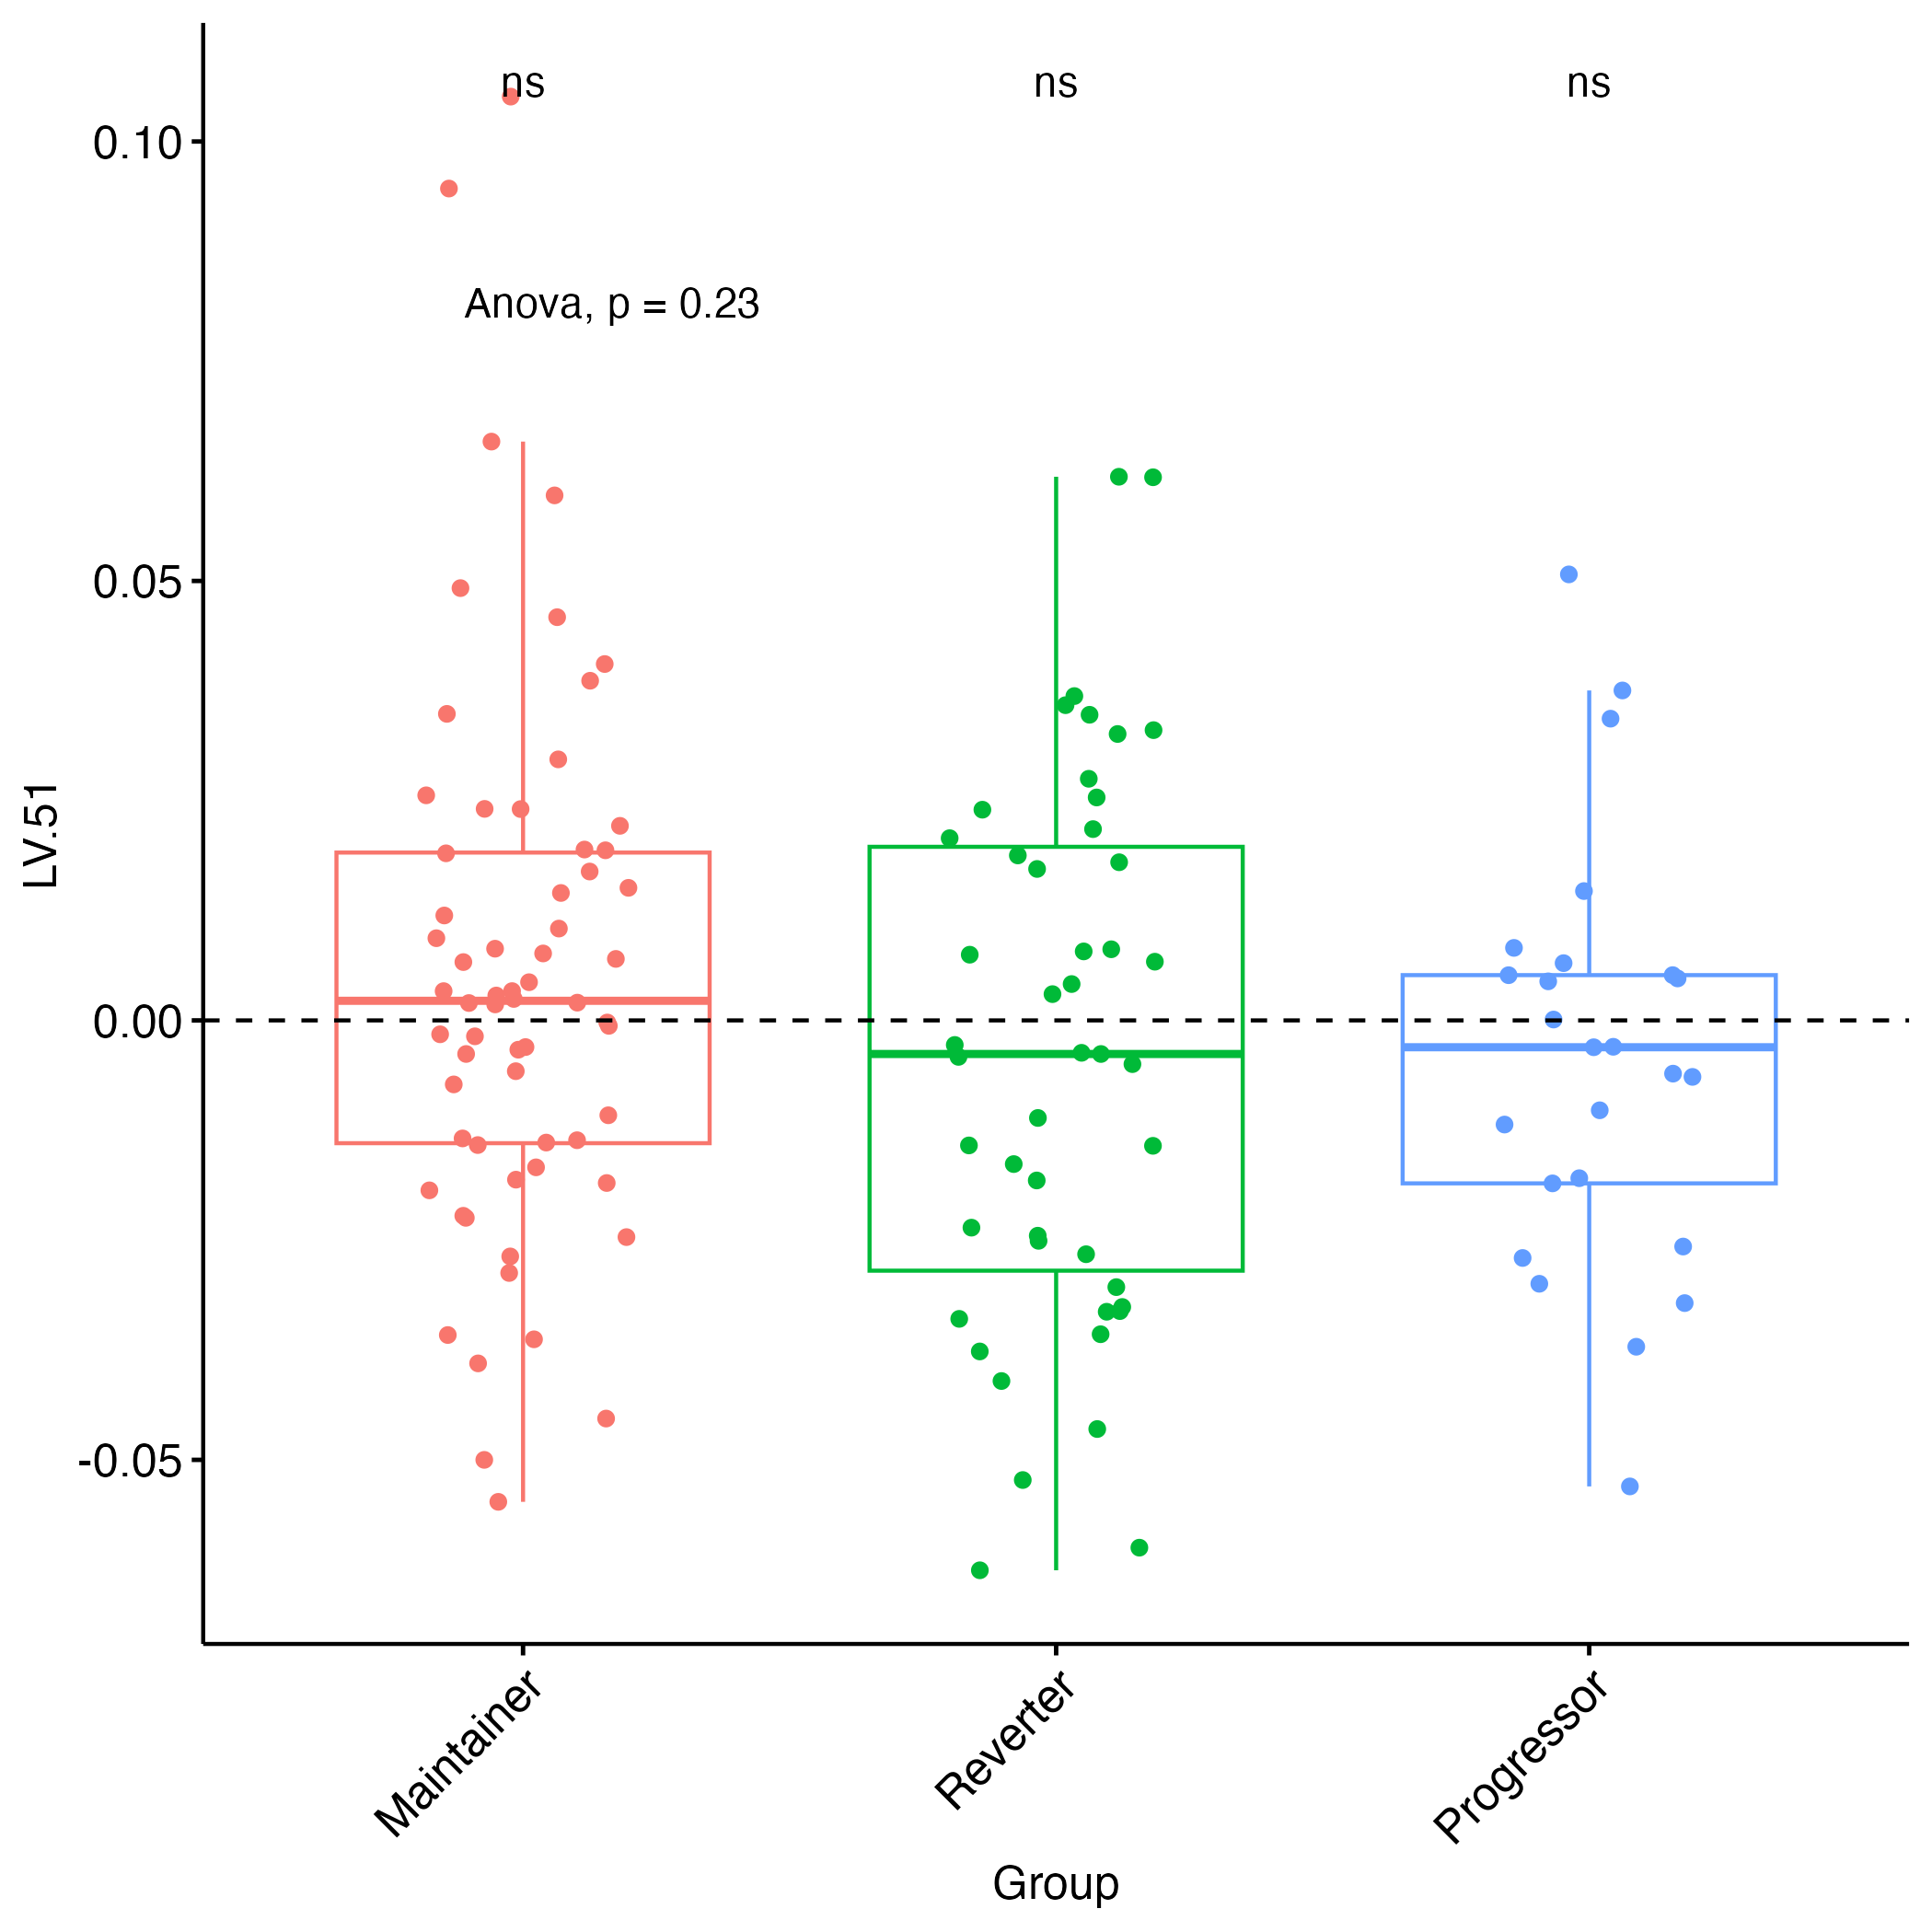 ns ns ns
0.10
Anova, p = 0.23
0.05
LV.51
0.00
-0.05
Maintainer Reverter Progressor
Group